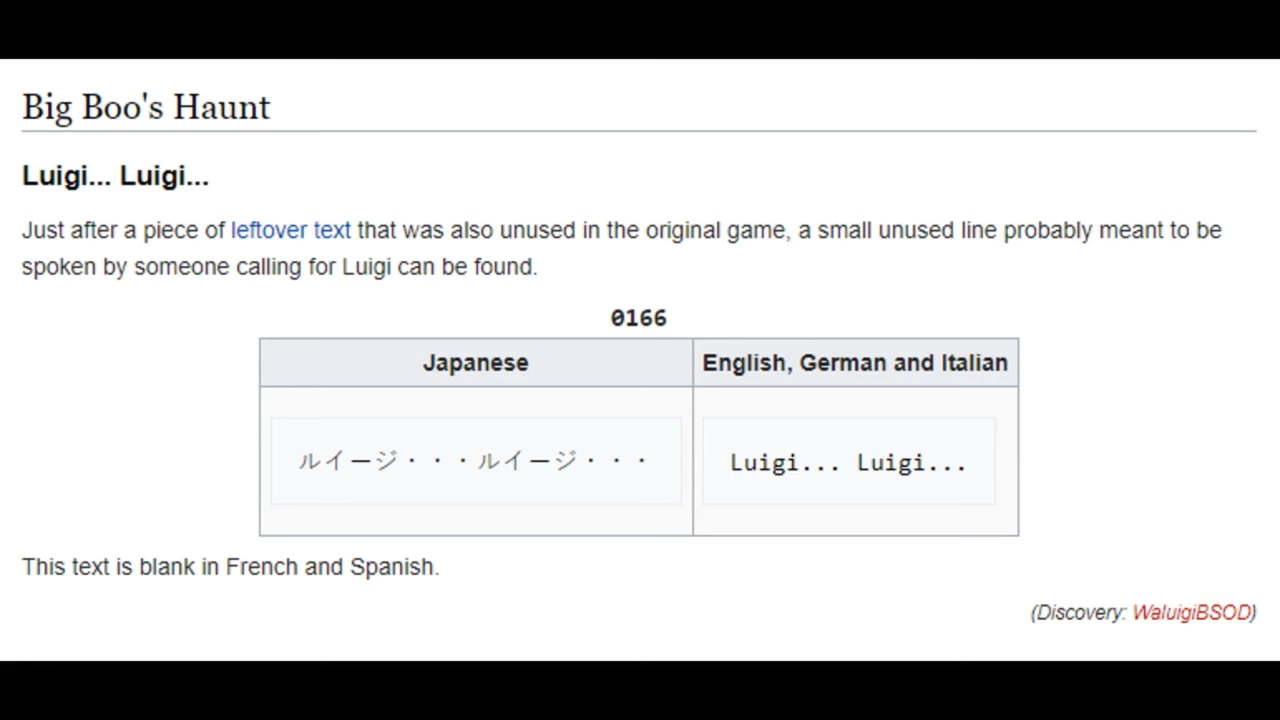 Big Boo's Haunt
Luigi... Luigi...
Just after a piece of leftover text that was also unused in the original game, a small unused line probably meant to be
spoken by someone calling for Luigi can be found.
0166
Japanese
English, German and Italian
ルイージ・・・ルイージ・・・
Luigi... Luigi...
This text is blank in French and Spanish.
(Discovery: WaluigiBSOD)